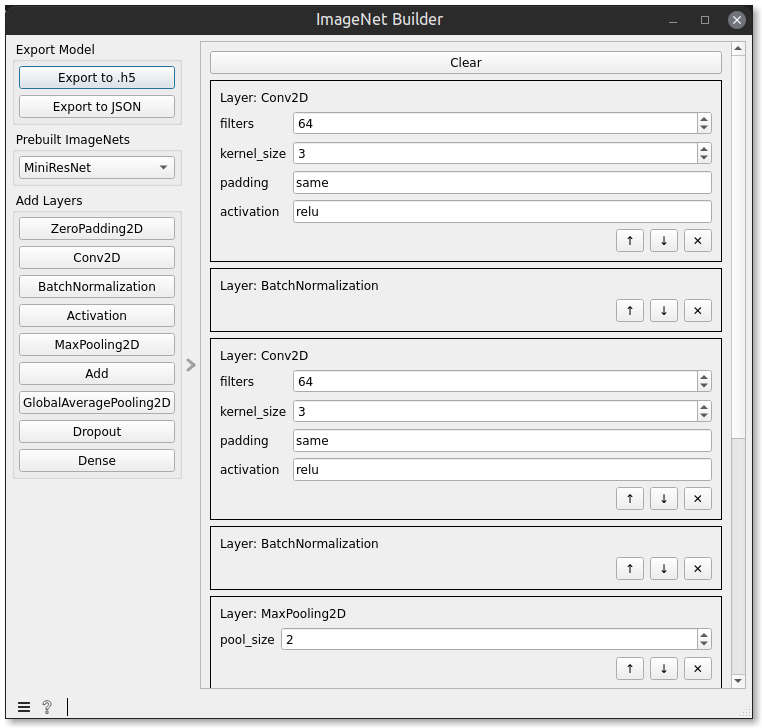 ImageNet Builder
Export Model
Export to .h5
Export to JSON
Prebuilt ImageNets
MiniResNet
Add Layers
ZeroPadding2D
Conv2D
BatchNormalization
Activation
MaxPooling2D
Add
GlobalAveragePooling2D
Dropout
Dense
Clear
Layer: Conv2D
filters 64
kernel_size 3
padding same
activation relu
↑ ↓ ×
Layer: BatchNormalization
↑ ↓ ×
Layer: Conv2D
filters 64
kernel_size 3
padding same
activation relu
↑ ↓ ×
Layer: BatchNormalization
↑ ↓ ×
Layer: MaxPooling2D
pool_size 2
↑ ↓ ×
?